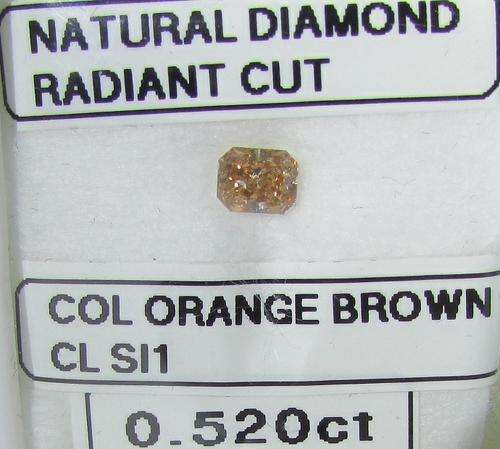 NATURAL DIAMOND
RADIANT CUT
COL ORANGE BROWN
CL SI1
0.520ct